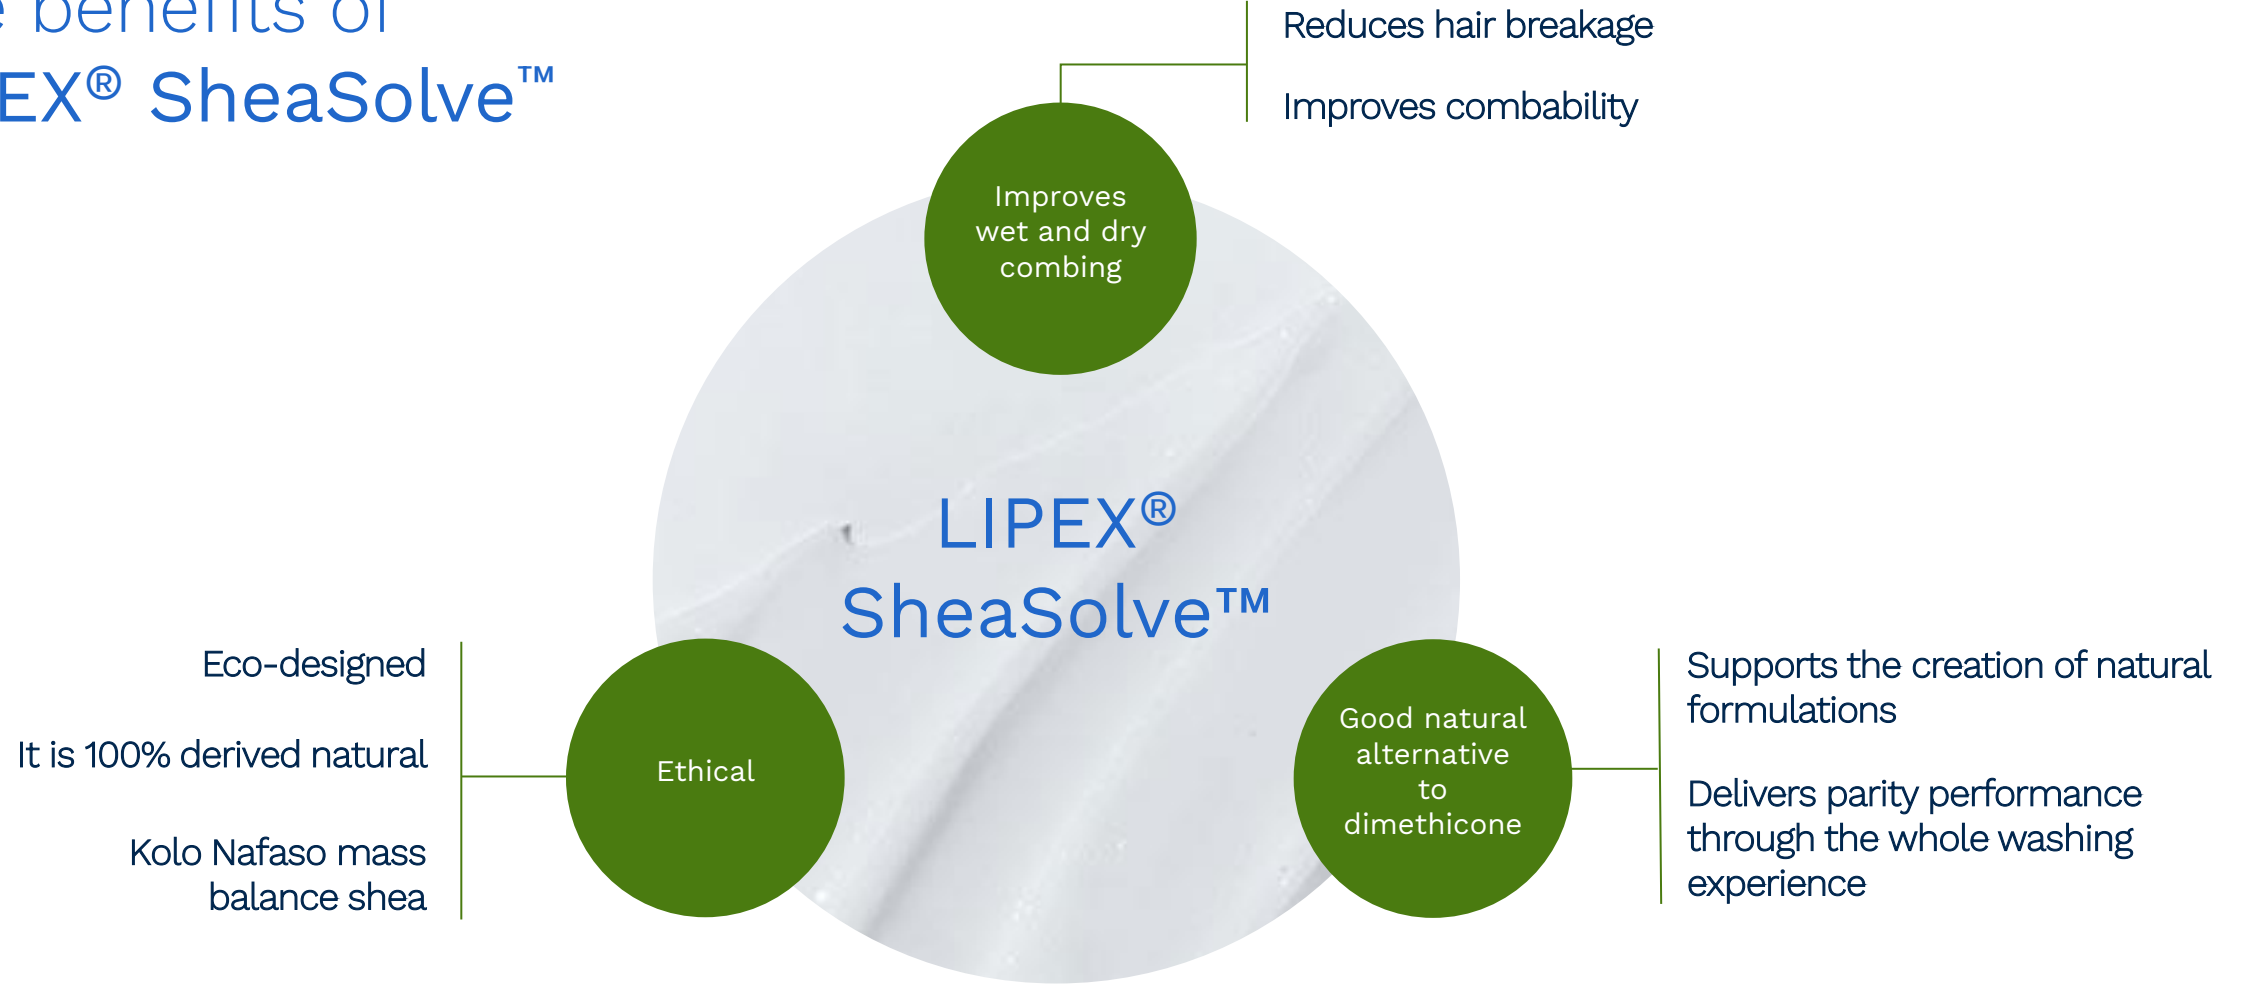 benefits of
EX® SheaSolve™
Reduces hair breakage
Improves combability
Improves
wet and dry
combing
LIPEX®
SheaSolve™
Eco-designed
It is 100% derived natural
Kolo Nafaso mass
balance shea
Ethical
Good natural
alternative
to
dimethicone
Supports the creation of natural
formulations
Delivers parity performance
through the whole washing
experience